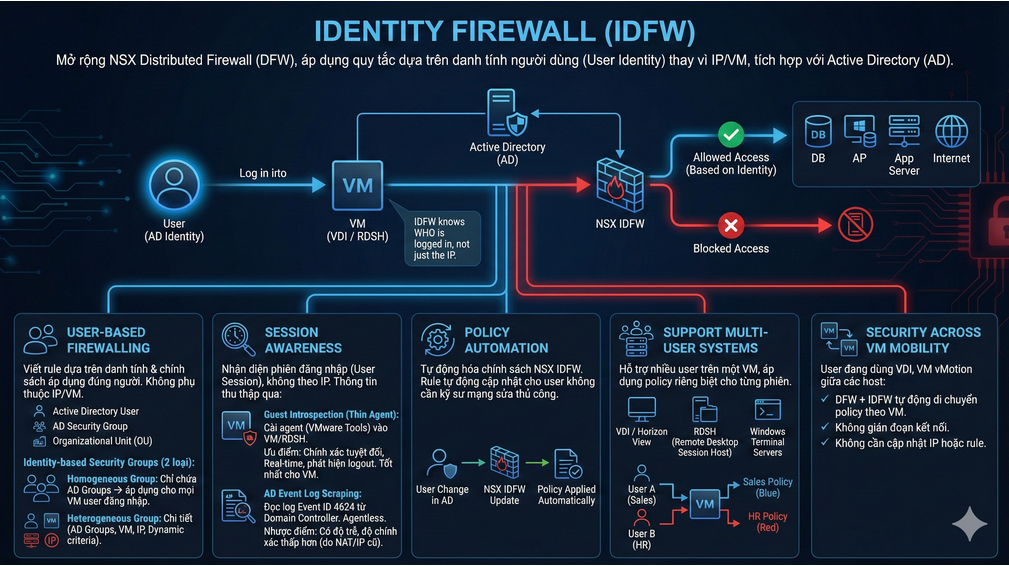 IDENTITY FIREWALL (IDFW)
Mở rộng NSX Distributed Firewall (DFW), áp dụng quy tắc dựa trên danh tính người dùng (User Identity) thay vì IP/VM, tích hợp với Active Directory (AD).
User
(AD Identity)
Log in irto
VM
VM
(VDI / RDSH)
IDFW knows
WHO is
logged in, not
just the IP.
Active Directory
(AD)
NSX IDFW
Allowed Access
(Based on Identity)
Blocked Access
DB
DB
AP
App
Server
Internet
USER-BASED
FIREWALLING
Viết rule dựa trên danh tính & chính
sách áp dụng đúng người. Không phụ
thuộc IP/VM.
Active Directory User
AD Security Group
Organizational Unit (OU)
Identity-based Security Groups (2 loại):
Homogeneous Group: Chỉ chứa
AD Groups → áp dụng cho mọi
VM user đăng nhập.
VM
IP
Heterogeneous Group: Chi tiết
(AD Groups, VM, IP, Dynamic
criteria).
SESSION
AWARENESS
Nhận diện phiên đăng nhập (User
Session), không theo IP. Thông tin
thu thập qua:
VM
Guest Introspection (Thin Agent):
Cài agent (VMware Tools) vào
VM/RDSH.
Ưu điểm: Chính xác tuyệt đối,
Real-time, phát hiện logout. Tốt
nhất cho VM.
AD Event Log Scraping:
Đọc log Event ID 4624 từ
Domain Controller. Agentless.
Nhược điểm: Có độ trễ, độ chính
xác thấp hơn (do NAT/IP cũ).
POLICY
AUTOMATION
Tự động hóa chính sách NSX IDFW.
Rule tự động cập nhật cho user không
cần kỹ sư mạng sửa thủ công.
User Change
in AD
NSX IDFW
Update
Policy Applied
Automatically
SUPPORT MULTI-
USER SYSTEMS
Hỗ trợ nhiều user trên một VM, áp
dụng policy riêng biệt cho từng phiên.
VDI / Horizon
View
RDSH
(Remote Desktop
Session Host)
Windows
Terminal
Servers
User A
(Sales)
User B
(HR)
VM
Sales Policy
(Blue)
HR Policy
(Red)
VM
VM
SECURITY ACROSS
VM MOBILITY
User đang dùng VDI, VM vMotion
giữa các host:
✓ DFW + IDFW tự động di chuyển
policy theo VM.
✓ Không gián đoạn kết nối.
✓ Không cần cập nhật IP hoặc rule.